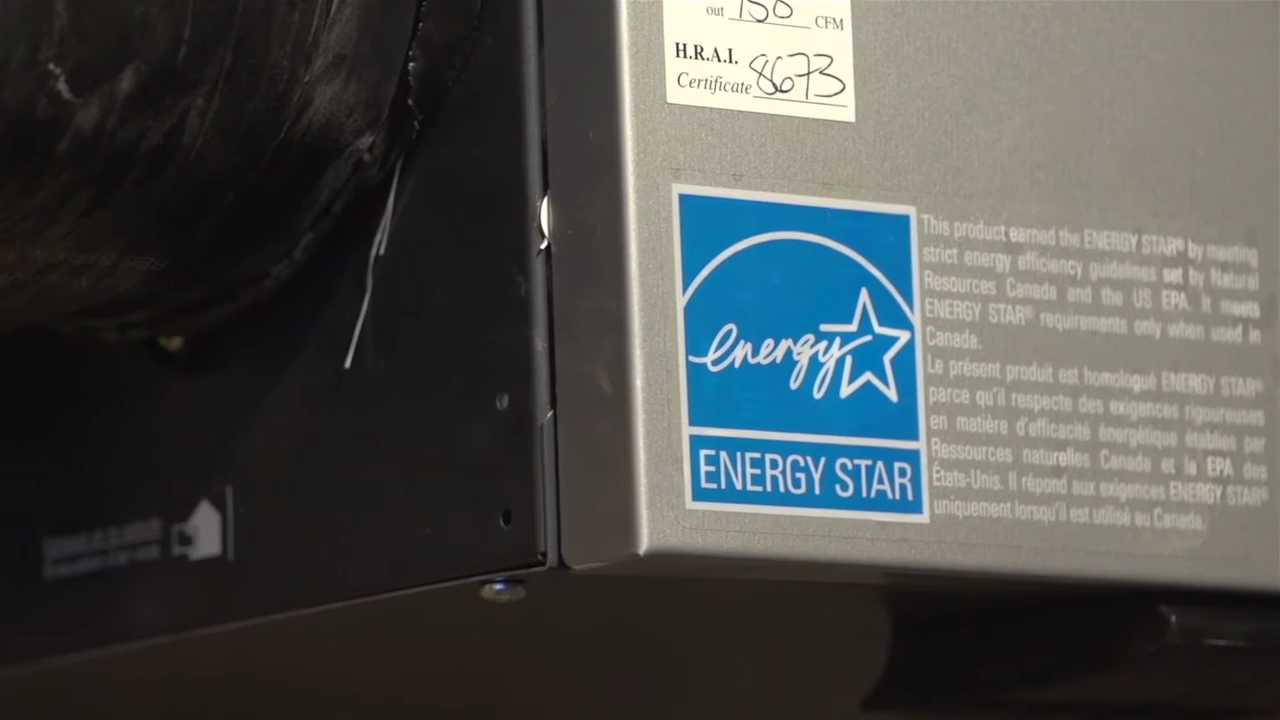 out 150 CFM
H.R.A.I.
Certificate 8673
energy
ENERGY STAR
This product earned the ENERGY STAR® by meeting
strict energy efficiency guidelines set by Natural
Resources Canada and the US EPA. It meets
ENERGY STAR® requirements only when used in
Canada.
Le présent produit est homologué ENERGY STAR®
parce qu'il respecte des exigences rigoureuses
en matière d'efficacité énergétique établies par
Ressources naturelles Canada et la EPA des
États-Unis. Il répond aux exigences ENERGY STAR®
uniquement lorsqu'il est utilisé au Canada.